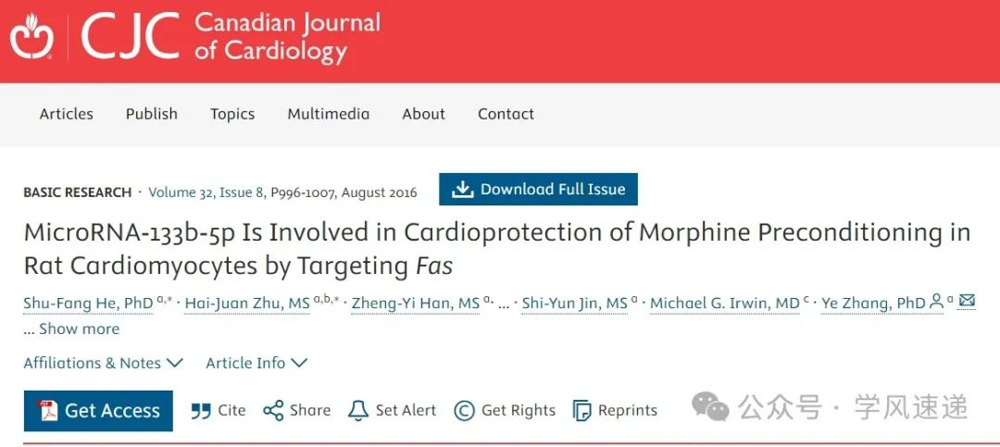 CJC Canadian Journal
of Cardiology
Articles Publish Topics Multimedia About Contact
BASIC RESEARCH · Volume 32, Issue 8, P996-1007, August 2016 Download Full Issue
MicroRNA-133b-5p Is Involved in Cardioprotection of Morphine Preconditioning in
Rat Cardiomyocytes by Targeting Fas
Shu-Fang He, PhD a,* · Hai-Juan Zhu, MS a,b,* · Zheng-Yi Han, MS a · ... · Shi-Yun Jin, MS a · Michael G. Irwin, MD c · Ye Zhang, PhD a
... Show more
Affiliations & Notes Article Info
PDF Get Access Cite Share Set Alert Get Rights Reprints 公众号 · 学风速递